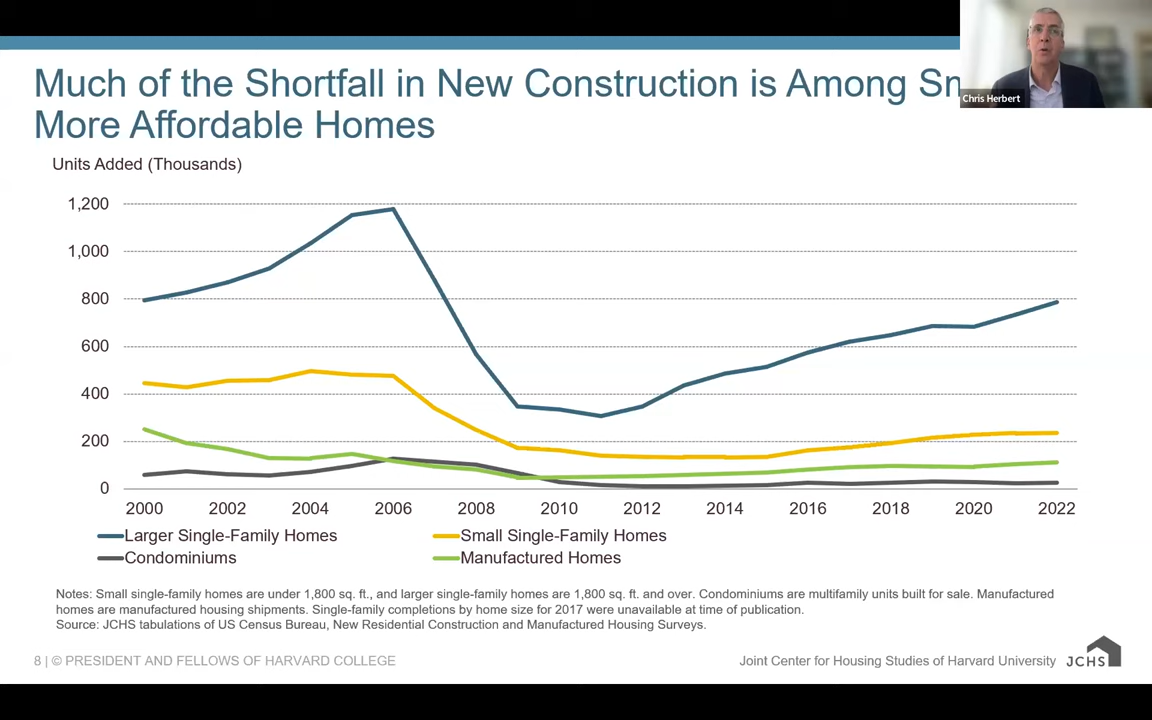 Much of the Shortfall in New Construction is Among
More Affordable Homes
Chris Herbert
Units Added (Thousands)
1,200
1,000
800
600
400
200
0
2000 2002 2004 2006 2008 2010 2012 2014 2016 2018 2020 2022
Larger Single-Family Homes Small Single-Family Homes
Condominiums Manufactured Homes
Notes: Small single-family homes are under 1,800 sq. ft., and larger single-family homes are 1,800 sq. ft. and over. Condominiums are multifamily units built for sale. Manufactured
homes are manufactured housing shipments. Single-family completions by home size for 2017 were unavailable at time of publication.
Source: JCHS tabulations of US Census Bureau, New Residential Construction and Manufactured Housing Surveys.
8 | © PRESIDENT AND FELLOWS OF HARVARD COLLEGE
Joint Center for Housing Studies of Harvard University JCHS